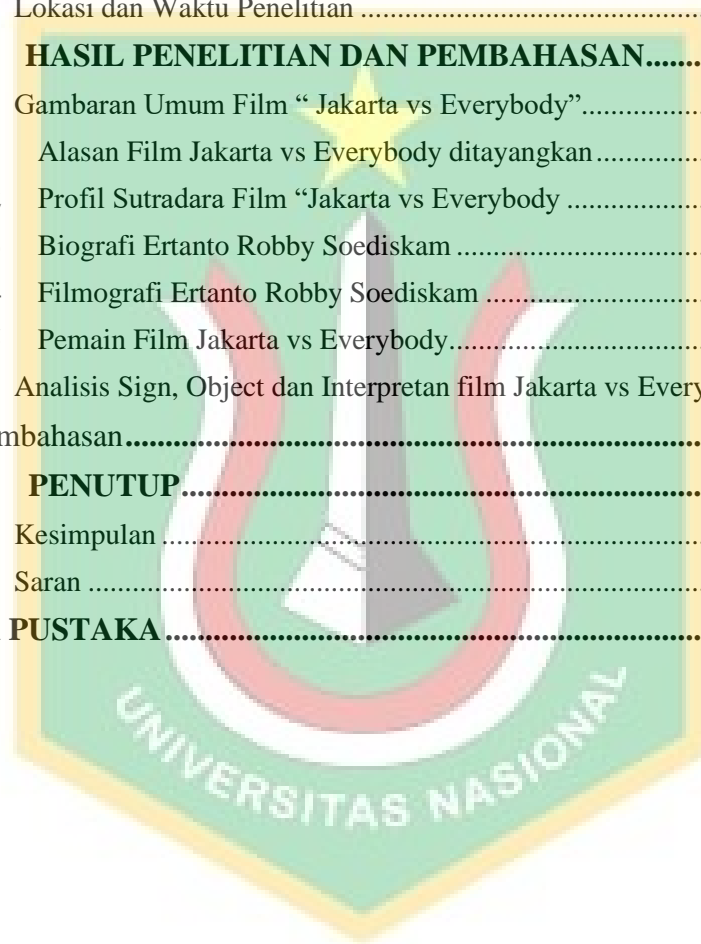 Lokasi dan Waktu Penelitian ..............................................
HASIL PENELITIAN DAN PEMBAHASAN.......
Gambaran Umum Film “ Jakarta vs Everybody”................
Alasan Film Jakarta vs Everybody ditayangkan..............
Profil Sutradara Film “Jakarta vs Everybody ..................
Biografi Ertanto Robby Soediskam .................................
Filmografi Ertanto Robby Soediskam .............................
Pemain Film Jakarta vs Everybody..................................
Analisis Sign, Object dan Interpretan film Jakarta vs Every
mbahasan...........................................................................
PENUTUP....................................................................
Kesimpulan ........................................................................
Saran ..................................................................................
PUSTAKA......................................................................
UNIVERSITAS NASIONAL